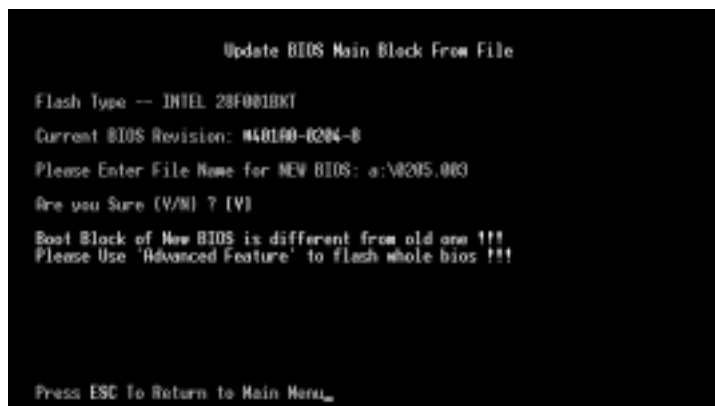 Update BIOS Main Block From File
Flash Type -- INTEL 28F001BXT
Current BIOS Revision: #401A0-0204-8
Please Enter File Name for NEW BIOS: a:\0205.003
Are you Sure (Y/N) ? [Y]
Boot Block of New BIOS is different from old one !!!
Please Use 'Advanced Feature' to flash whole bios !!!
Press ESC To Return to Main Menu_